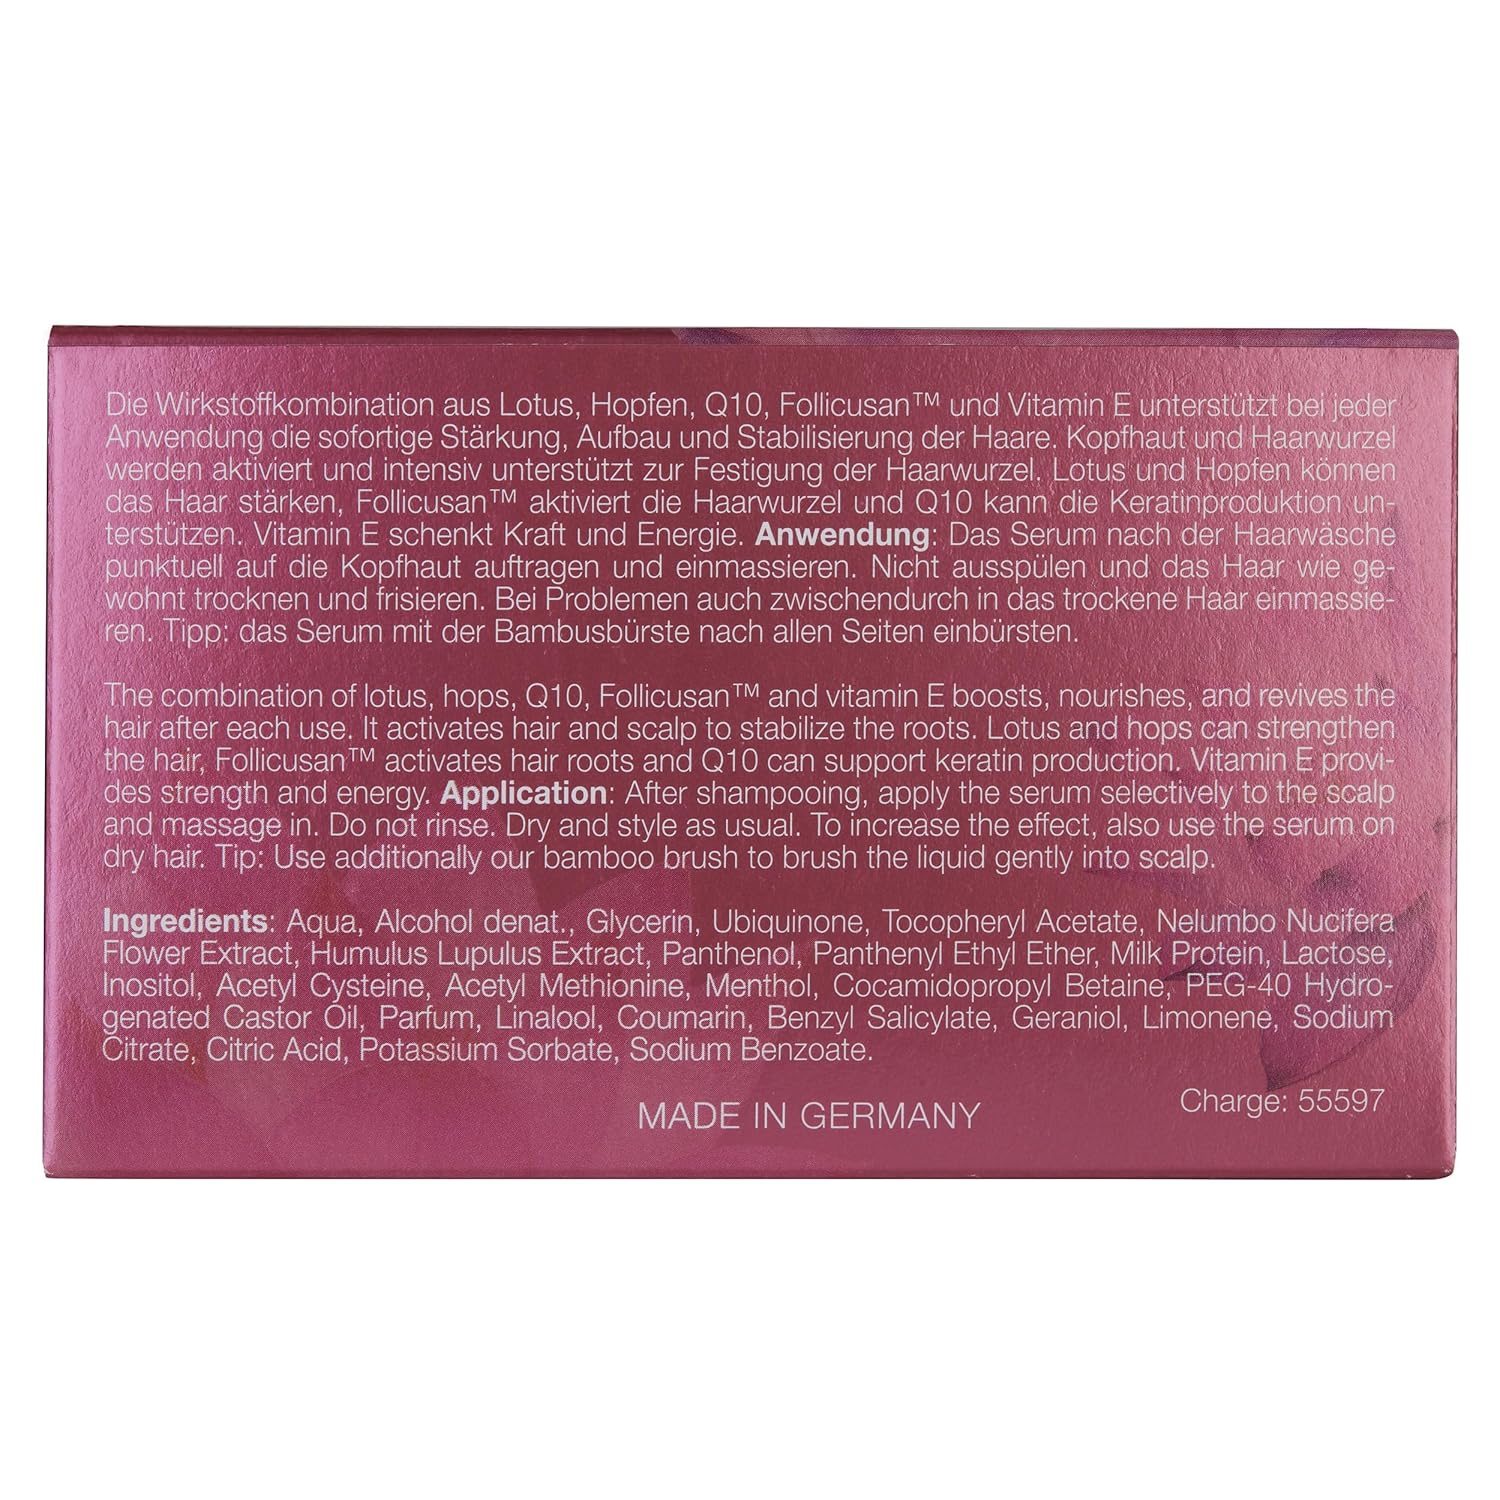 Die Wirkstoffkombination aus Lotus, Hopfen, Q10, Follicusan™ und Vitamin E unterstützt bei jeder
Anwendung die sofortige Stärkung, Aufbau und Stabilisierung der Haare. Kopfhaut und Haarwurzel
werden aktiviert und intensiv unterstützt zur Festigung der Haarwurzel. Lotus und Hopfen können
das Haar stärken, Follicusan™ aktiviert die Haarwurzel und Q10 kann die Keratinproduktion un-
terstützen. Vitamin E schenkt Kraft und Energie. Anwendung: Das Serum nach der Haarwäsche
punktuell auf die Kopfhaut auftragen und einmassieren. Nicht ausspülen und das Haar wie ge-
wohnt trocknen und frisieren. Bei Problemen auch zwischendurch in das trockene Haar einmassie-
ren. Tipp: das Serum mit der Bambusbürste nach allen Seiten einbürsten.
The combination of lotus, hops, Q10, Follicusan™ and vitamin E boosts, nourishes, and revives the
hair after each use. It activates hair and scalp to stabilize the roots. Lotus and hops can strengthen
the hair, Follicusan™ activates hair roots and Q10 can support keratin production. Vitamin E provi-
des strength and energy. Application: After shampooing, apply the serum selectively to the scalp
and massage in. Do not rinse. Dry and style as usual. To increase the effect, also use the serum on
dry hair. Tip: Use additionally our bamboo brush to brush the liquid gently into scalp.
Ingredients: Aqua, Alcohol denat., Glycerin, Ubiquinone, Tocopheryl Acetate, Nelumbo Nucifera
Flower Extract, Humulus Lupulus Extract, Panthenol, Panthenyl Ethyl Ether, Milk Protein, Lactose,
Inositol, Acetyl Cysteine, Acetyl Methionine, Menthol, Cocamidopropyl Betaine, PEG-40 Hydro-
genated Castor Oil, Parfum, Linalool, Coumarin, Benzyl Salicylate, Geraniol, Limonene, Sodium
Citrate, Citric Acid, Potassium Sorbate, Sodium Benzoate.
Charge: 55597
MADE IN GERMANY